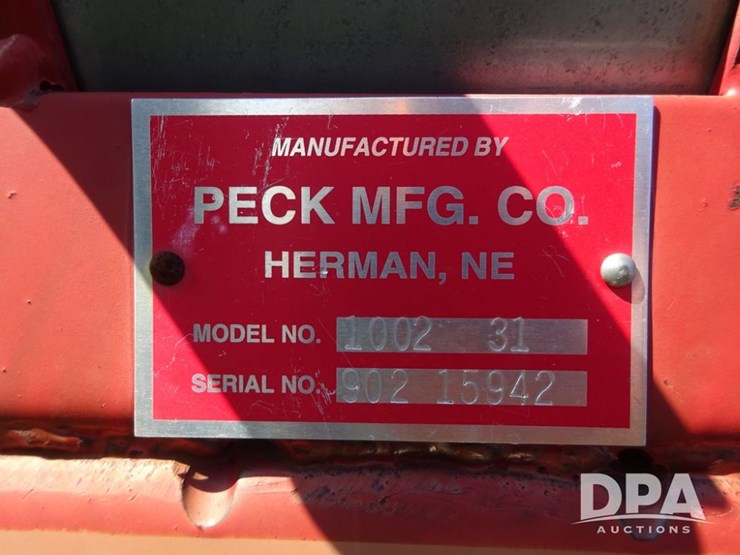 MANUFACTURED BY
PECK MFG. CO.
HERMAN, NE
MODEL NO. 1002 31
SERIAL NO. 902 15942
DPA
AUCTIONS